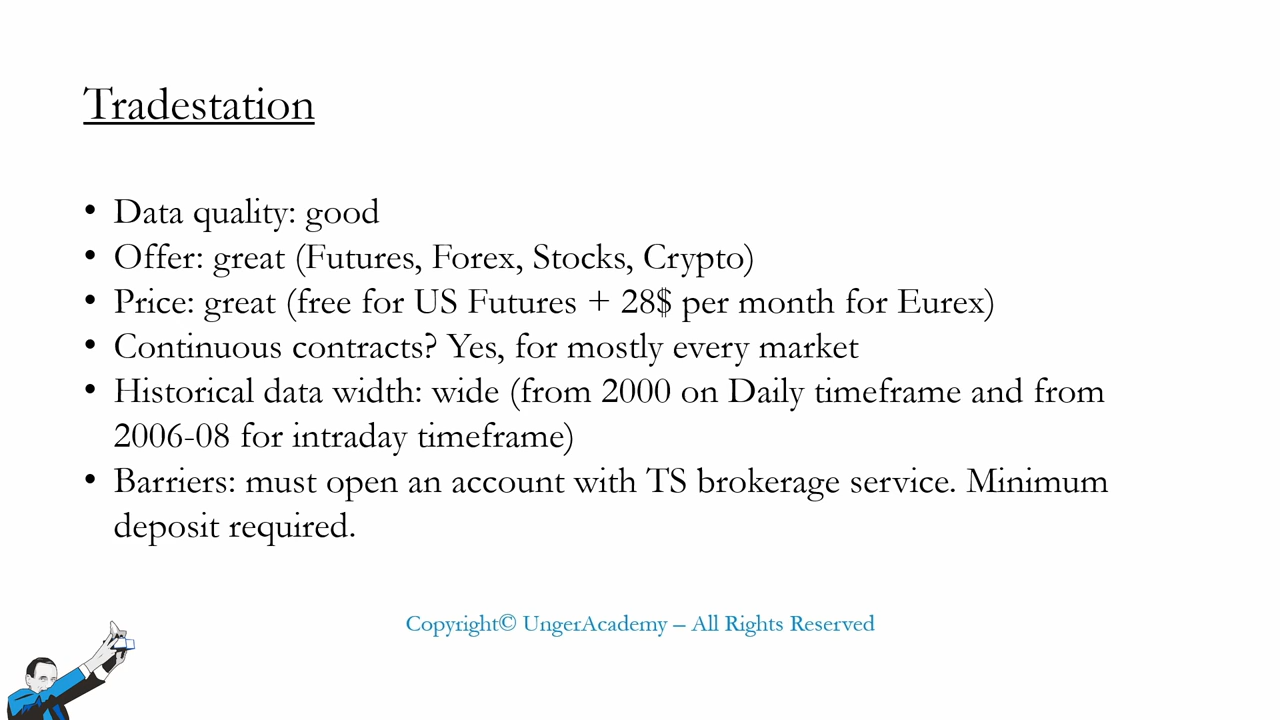 Tradestation
• Data quality: good
• Offer: great (Futures, Forex, Stocks, Crypto)
• Price: great (free for US Futures + 28$ per month for Eurex)
• Continuous contracts? Yes, for mostly every market
• Historical data width: wide (from 2000 on Daily timeframe and from
2006-08 for intraday timeframe)
• Barriers: must open an account with TS brokerage service. Minimum
deposit required.
Copyright© UngerAcademy – All Rights Reserved